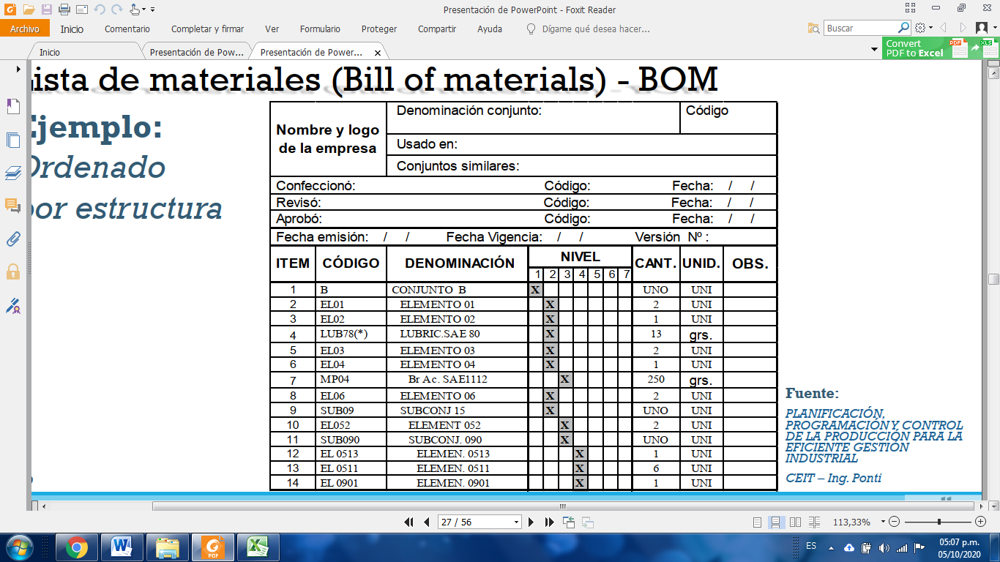 Presentación de PowerPoint - Foxit Reader
Archivo Inicio Comentario Completar y firmar Ver Formulario Proteger Compartir Ayuda Dígame qué desea hacer... Buscar
Inicio Presentación de Pow... Presentación de Power... Convert
PDF to Excel PDF XLS
ista de materiales (Bill of materials) - BOM
Ejemplo:
Ordenado
por estructura
Nombre y logo
de la empresa
Denominación conjunto: Código
Usado en:
Conjuntos similares:
Confeccionó: Código: Fecha: / /
Revisó: Código: Fecha: / /
Aprobó: Código: Fecha: / /
Fecha emisión: / / Fecha Vigencia: / / Versión Nº :
ITEM CÓDIGO DENOMINACIÓN NIVEL CANT. UNID. OBS.
1 2 3 4 5 6 7
1 B CONJUNTO B X UNO UNI
2 EL01 ELEMENTO 01 X 2 UNI
3 EL02 ELEMENTO 02 X 1 UNI
4 LUB78(*) LUBRIC.SAE 80 X 13 grs.
5 EL03 ELEMENTO 03 X 2 UNI
6 EL04 ELEMENTO 04 X 1 UNI
7 MP04 Br Ac. SAE1112 X 250 grs.
8 EL06 ELEMENTO 06 X 2 UNI
9 SUB09 SUBCONJ 15 X UNO UNI
10 EL052 ELEMENT 052 X 2 UNI
11 SUB090 SUBCONJ. 090 X UNO UNI
12 EL 0513 ELEMEN. 0513 X 1 UNI
13 EL 0511 ELEMEN. 0511 X 6 UNI
14 EL 0901 ELEMEN. 0901 X 1 UNI
Fuente:
PLANIFICACIÓN,
PROGRAMACIÓN Y CONTROL
DE LA PRODUCCIÓN PARA LA
EFICIENTE GESTIÓN
INDUSTRIAL
CEIT – Ing. Ponti
27 / 56 113,33%
ES 05:07 p.m.
05/10/2020